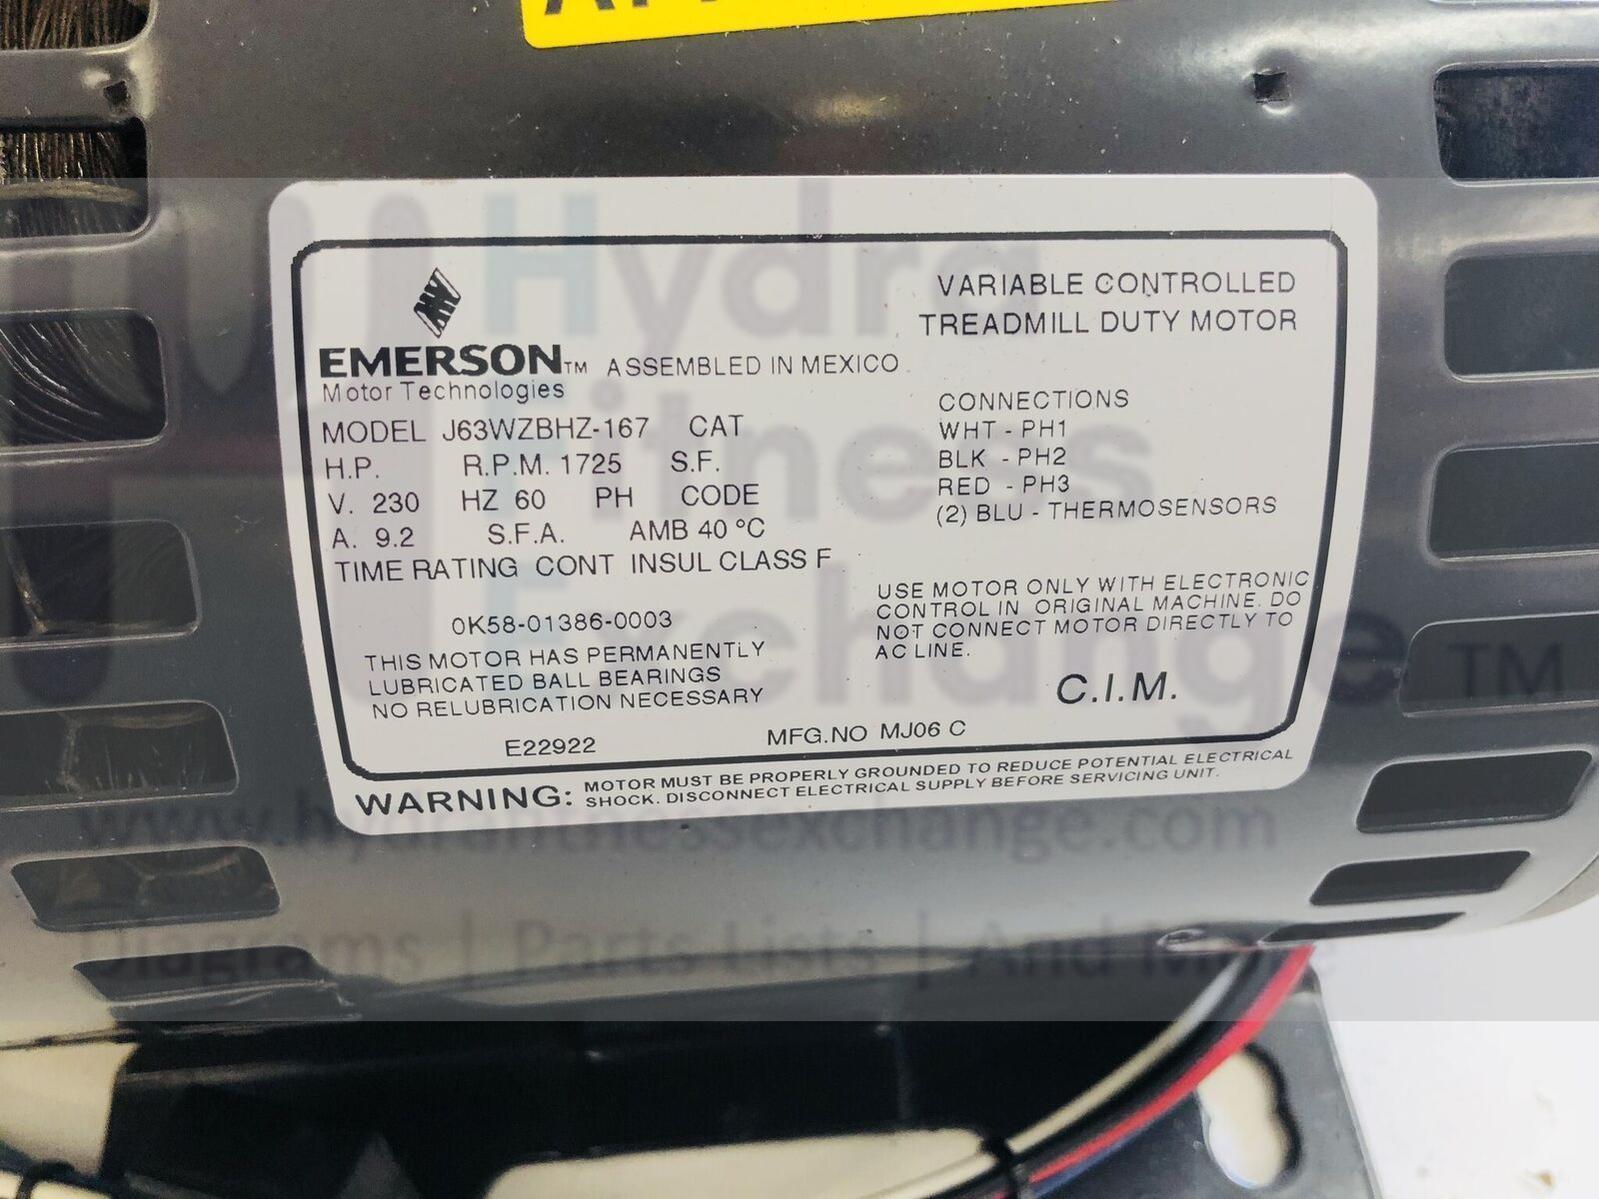 EMERSON TM ASSEMBLED IN MEXICO
Motor Technologies
MODEL J63WZBHZ-167 CAT
H.P. R.P.M. 1725 S.F.
V. 230 HZ 60 PH CODE
A. 9.2 S.F.A. AMB 40 °C
TIME RATING CONT INSUL CLASS F
0K58-01386-0003
THIS MOTOR HAS PERMANENTLY
LUBRICATED BALL BEARINGS
NO RELUBRICATION NECESSARY
E22922 MFG.NO MJ06 C
VARIABLE CONTROLLED
TREADMILL DUTY MOTOR
CONNECTIONS
WHT - PH1
BLK - PH2
RED - PH3
(2) BLU - THERMOSENSORS
USE MOTOR ONLY WITH ELECTRONIC
CONTROL IN ORIGINAL MACHINE. DO
NOT CONNECT MOTOR DIRECTLY TO
AC LINE.
C.I.M.
WARNING: MOTOR MUST BE PROPERLY GROUNDED TO REDUCE POTENTIAL ELECTRICAL
SHOCK. DISCONNECT ELECTRICAL SUPPLY BEFORE SERVICING UNIT.
Hydra
Fitness
Exchange TM
www.hydrafitnessexchange.com
Diagrams | Parts Lists | And More